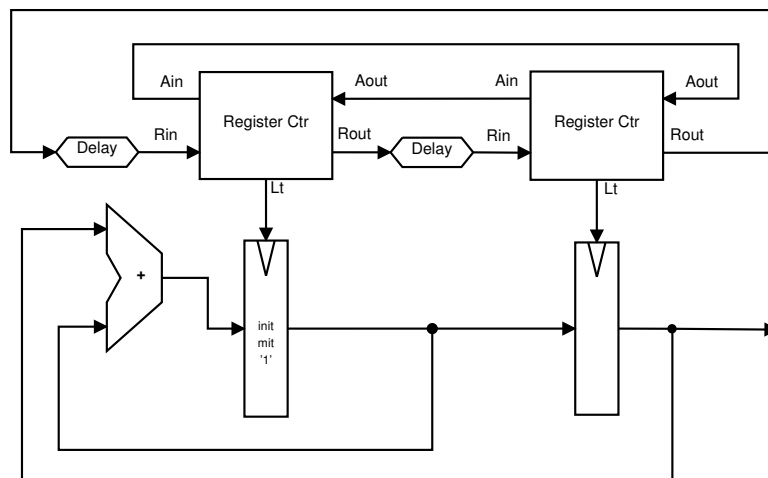 Ain
Aout
Ain
Aout
Register Ctr
Register Ctr
Delay
Rin
Rout
Delay
Rin
Rout
Lt
Lt
+
init
mit
'1'